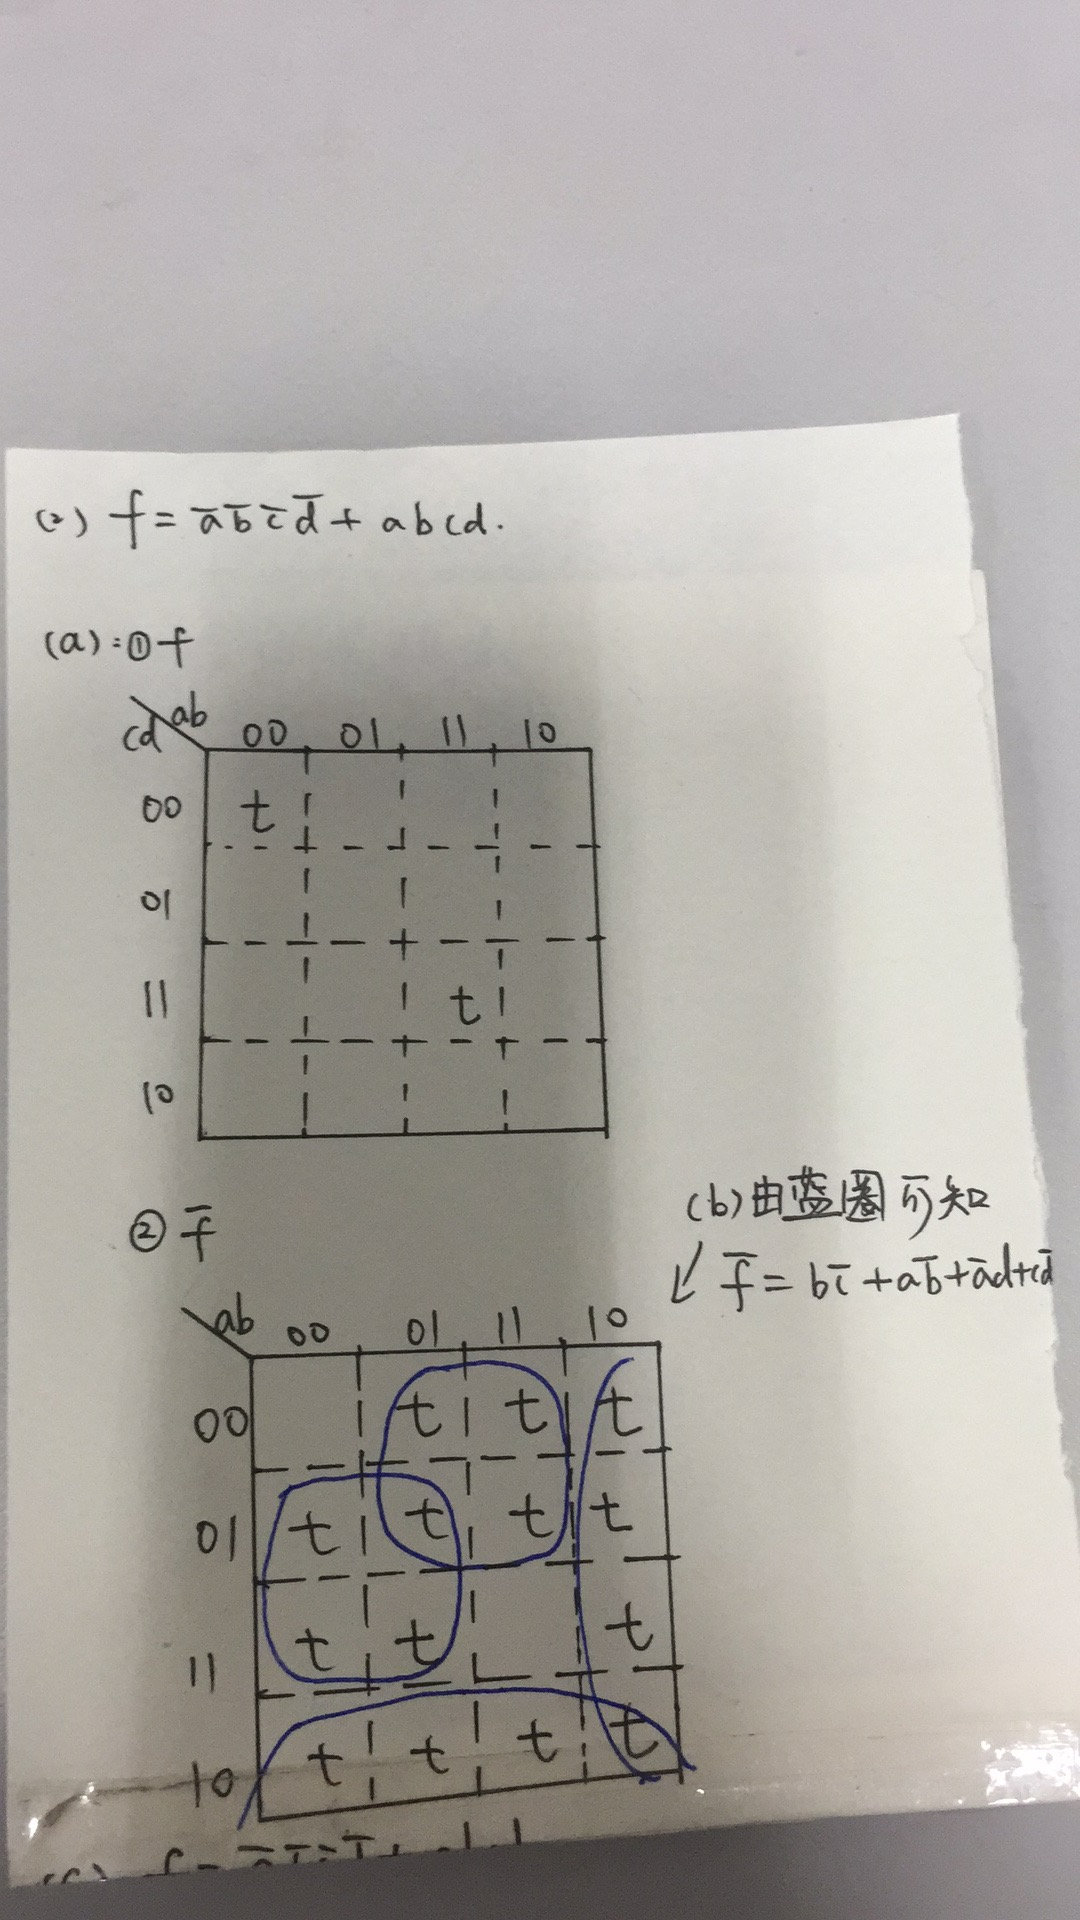 (2) f = a̅ b̅ c̅ d̅ + abcd.
(a): ① f
ab
cd 00 01 11 10
00 t
01
11 t
10
② f̅
(b) 由蓝圈可知
↙ f̅ = bc̅ + ab̅ + a̅d + cd̅
ab 00 01 11 10
00 t t t
01 t t t t
11 t t t
10 t t t t